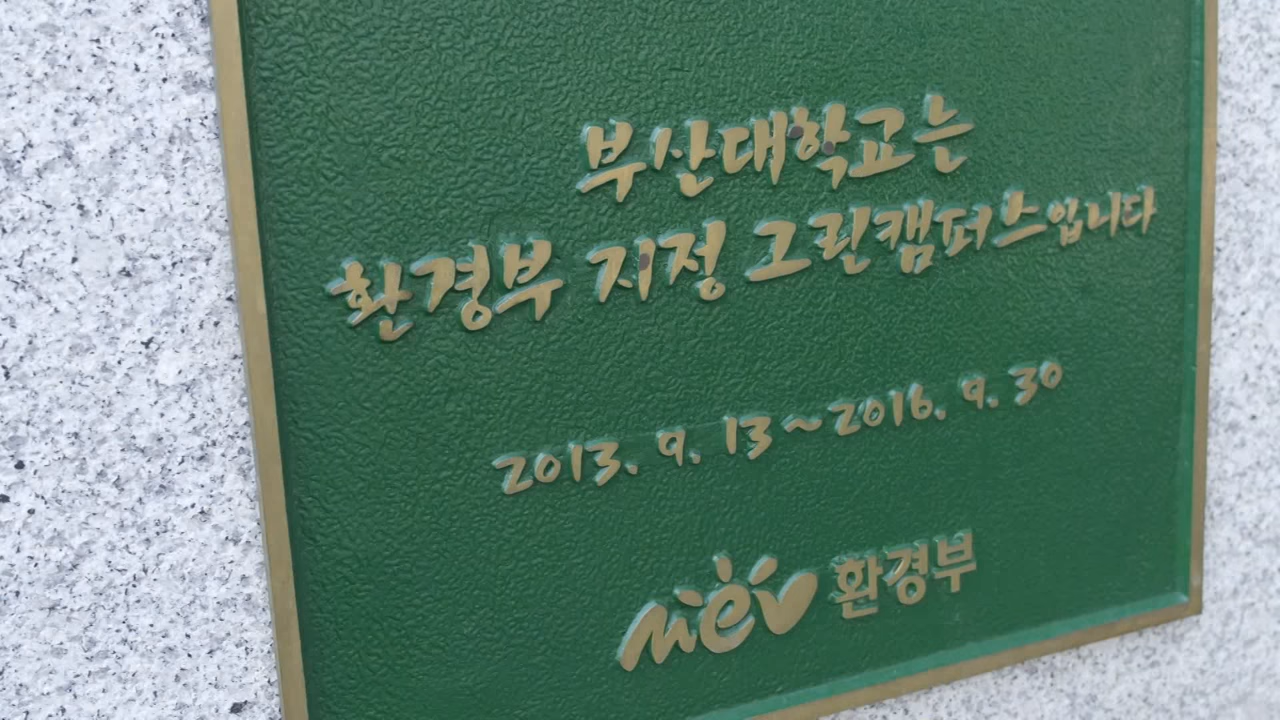 부산대학교는
환경부 지정 그린캠퍼스입니다
2013. 9. 13~2016. 9. 30
mev 환경부